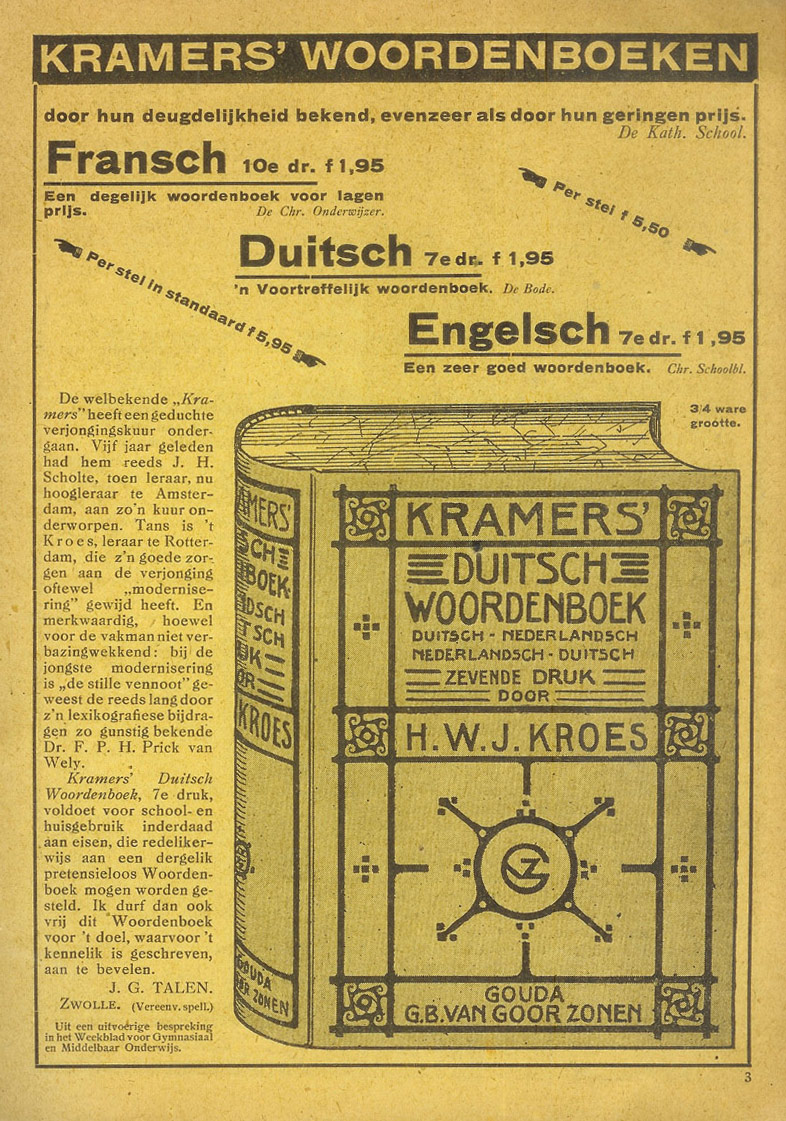 KRAMERS' WOORDENBOEKEN
door hun deugdelijkheid bekend, evenzeer als door hun geringen prijs.
De Kath. School.
Fransch 10e dr. f 1,95
Een degelijk woordenboek voor lagen
prijs. De Chr. Onderwijzer.
Per stel f 5,50
Duitsch 7e dr. f 1,95
'n Voortreffelijk woordenboek. De Bode.
Per stel in standaard f 5,95
Engelsch 7e dr. f 1,95
Een zeer goed woordenboek. Chr. Schoolbl.
De welbekende „Kra-
mers" heeft een geduchte
verjongingskuur onder-
gaan. Vijf jaar geleden
had hem reeds J. H.
Scholte, toen leraar, nu
hoogleraar te Amster-
dam, aan zo'n kuur on-
derworpen. Tans is 't
Kroes, leraar te Rotter-
dam, die z'n goede zor-
gen aan de verjonging
oftewel „modernise-
ring" gewijd heeft. En
merkwaardig, hoewel
voor de vakman niet ver-
bazingwekkend: bij de
jongste modernisering
is „de stille vennoot" ge-
weest de reeds lang door
z'n lexikografiese bijdra-
gen zo gunstig bekende
Dr. F. P. H. Prick van
Wely.
Kramers' Duitsch
Woordenboek, 7e druk,
voldoet voor school- en
huisgebruik inderdaad
aan eisen, die redeliker-
wijs aan een dergelik
pretensieloos Woorden-
boek mogen worden ge-
steld. Ik durf dan ook
vrij dit Woordenboek
voor 't doel, waarvoor 't
kennelik is geschreven,
aan te bevelen.
J. G. TALEN.
ZWOLLE. (Vereenv. spell.)
Uit een uitvoerige bespreking
in het Weekblad voor Gymnasiaal
en Middelbaar Onderwijs.
3/4 ware
grootte.
AMERS'
SCH
BOEK
DSCH
TSCH
UK
OR
KROES
GOUDA
OR ZONEN
KRAMERS'
DUITSCH
WOORDENBOEK
DUITSCH - NEDERLANDSCH
NEDERLANDSCH - DUITSCH
ZEVENDE DRUK
DOOR
H.W.J. KROES
GOUDA
G.B. VAN GOOR ZONEN
3